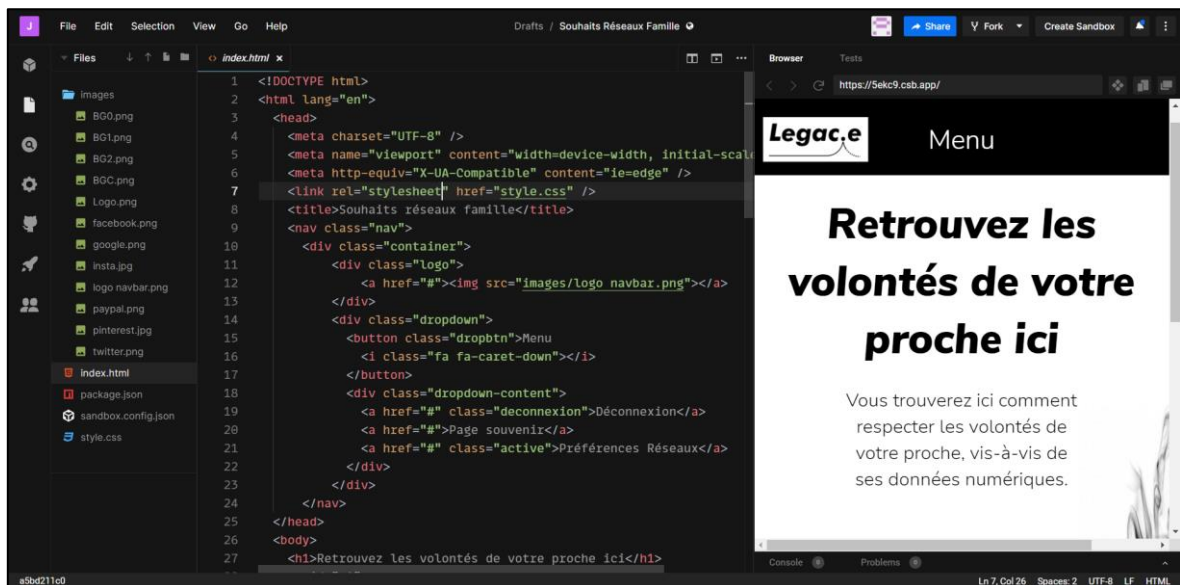 J File Edit Selection View Go Help
Drafts / Souhaits Réseaux Famille
Share Fork Create Sandbox
Files
images
BG0.png
BG1.png
BG2.png
BGC.png
Logo.png
facebook.png
google.png
insta.jpg
logo navbar.png
paypal.png
pinterest.jpg
twitter.png
index.html
package.json
sandbox.config.json
style.css
index.html ×
1 <!DOCTYPE html>
2 <html lang="en">
3 <head>
4 <meta charset="UTF-8" />
5 <meta name="viewport" content="width=device-width, initial-scale
6 <meta http-equiv="X-UA-Compatible" content="ie=edge" />
7 <link rel="stylesheet" href="style.css" />
8 <title>Souhaits réseaux famille</title>
9 <nav class="nav">
10 <div class="container">
11 <div class="logo">
12 <a href="#"><img src="images/logo navbar.png"></a>
13 </div>
14 <div class="dropdown">
15 <button class="dropbtn">Menu
16 <i class="fa fa-caret-down"></i>
17 </button>
18 <div class="dropdown-content">
19 <a href="#" class="deconnexion">Déconnexion</a>
20 <a href="#">Page souvenir</a>
21 <a href="#" class="active">Préférences Réseaux</a>
22 </div>
23 </div>
24 </nav>
25 </head>
26 <body>
27 <h1>Retrouvez les volontés de votre proche ici</h1>
Browser Tests
https://5ekc9.csb.app/
Legac.e Menu
Retrouvez les
volontés de votre
proche ici
Vous trouverez ici comment
respecter les volontés de
votre proche, vis-à-vis de
ses données numériques.
Console 0 Problems 0
a5bd211c0
Ln 7, Col 26 Spaces: 2 UTF-8 LF HTML